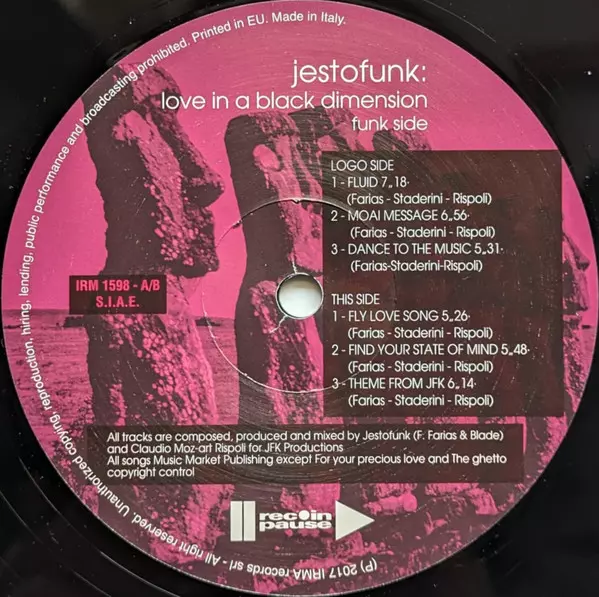 jestofunk:
love in a black dimension
funk side
LOGO SIDE
1 - FLUID 7„18·
(Farias - Staderini - Rispoli)
2 - MOAI MESSAGE 6„56·
(Farias - Staderini - Rispoli)
3 - DANCE TO THE MUSIC 5„31·
(Farias-Staderini-Rispoli)
THIS SIDE
1 - FLY LOVE SONG 5„26·
(Farias - Staderini - Rispoli)
2 - FIND YOUR STATE OF MIND 5„48·
(Farias - Staderini - Rispoli)
3 - THEME FROM JFK 6„14·
(Farias - Staderini - Rispoli)
IRM 1598 - A/B
S.I.A.E.
All tracks are composed, produced and mixed by Jestofunk (F. Farias & Blade)
and Claudio Moz-art Rispoli for JFK Productions
All songs Music Market Publishing except For your precious love and The ghetto
copyright control
rec in
pause
(P) 2017 IRMA records srl - All right reserved. Unauthorized copying reproduction, hiring, lending, public performance and broadcasting prohibited. Printed in EU. Made in Italy.